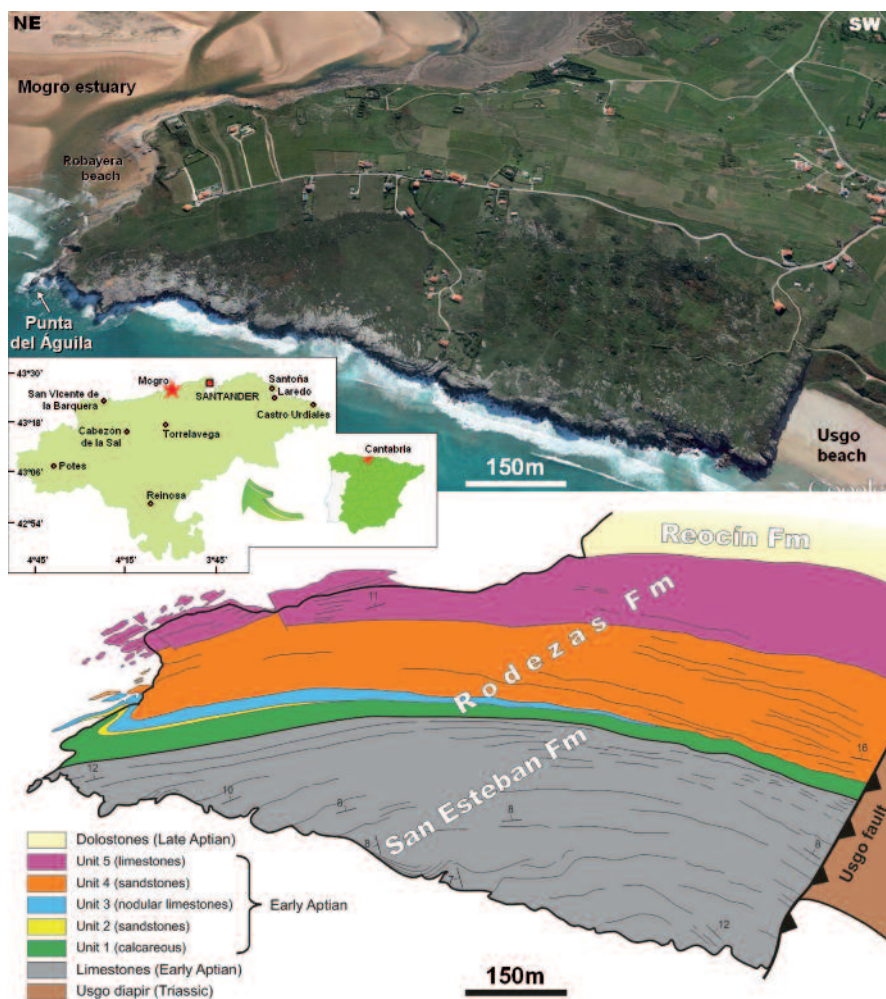 NE
SW
Mogro estuary
Robayera
beach
Punta
del Águila
150m
Usgo
beach
43°30'
43°18'
43°06'
42°54'
4°45'
4°15'
3°45'
Mogro
SANTANDER
Santoña
Laredo
Castro Urdiales
San Vicente de
la Barquera
Cabezón
de la Sal
Torrelavega
Potes
Reinosa
Cantabria
Reocín Fm
Rodezas Fm
San Esteban Fm
Usgo fault
11
12
10
8
8
8
7
12
16
8
Dolostones (Late Aptian)
Unit 5 (limestones)
Unit 4 (sandstones)
Unit 3 (nodular limestones)
Unit 2 (sandstones)
Unit 1 (calcareous)
Early Aptian
Limestones (Early Aptian)
Usgo diapir (Triassic)
150m